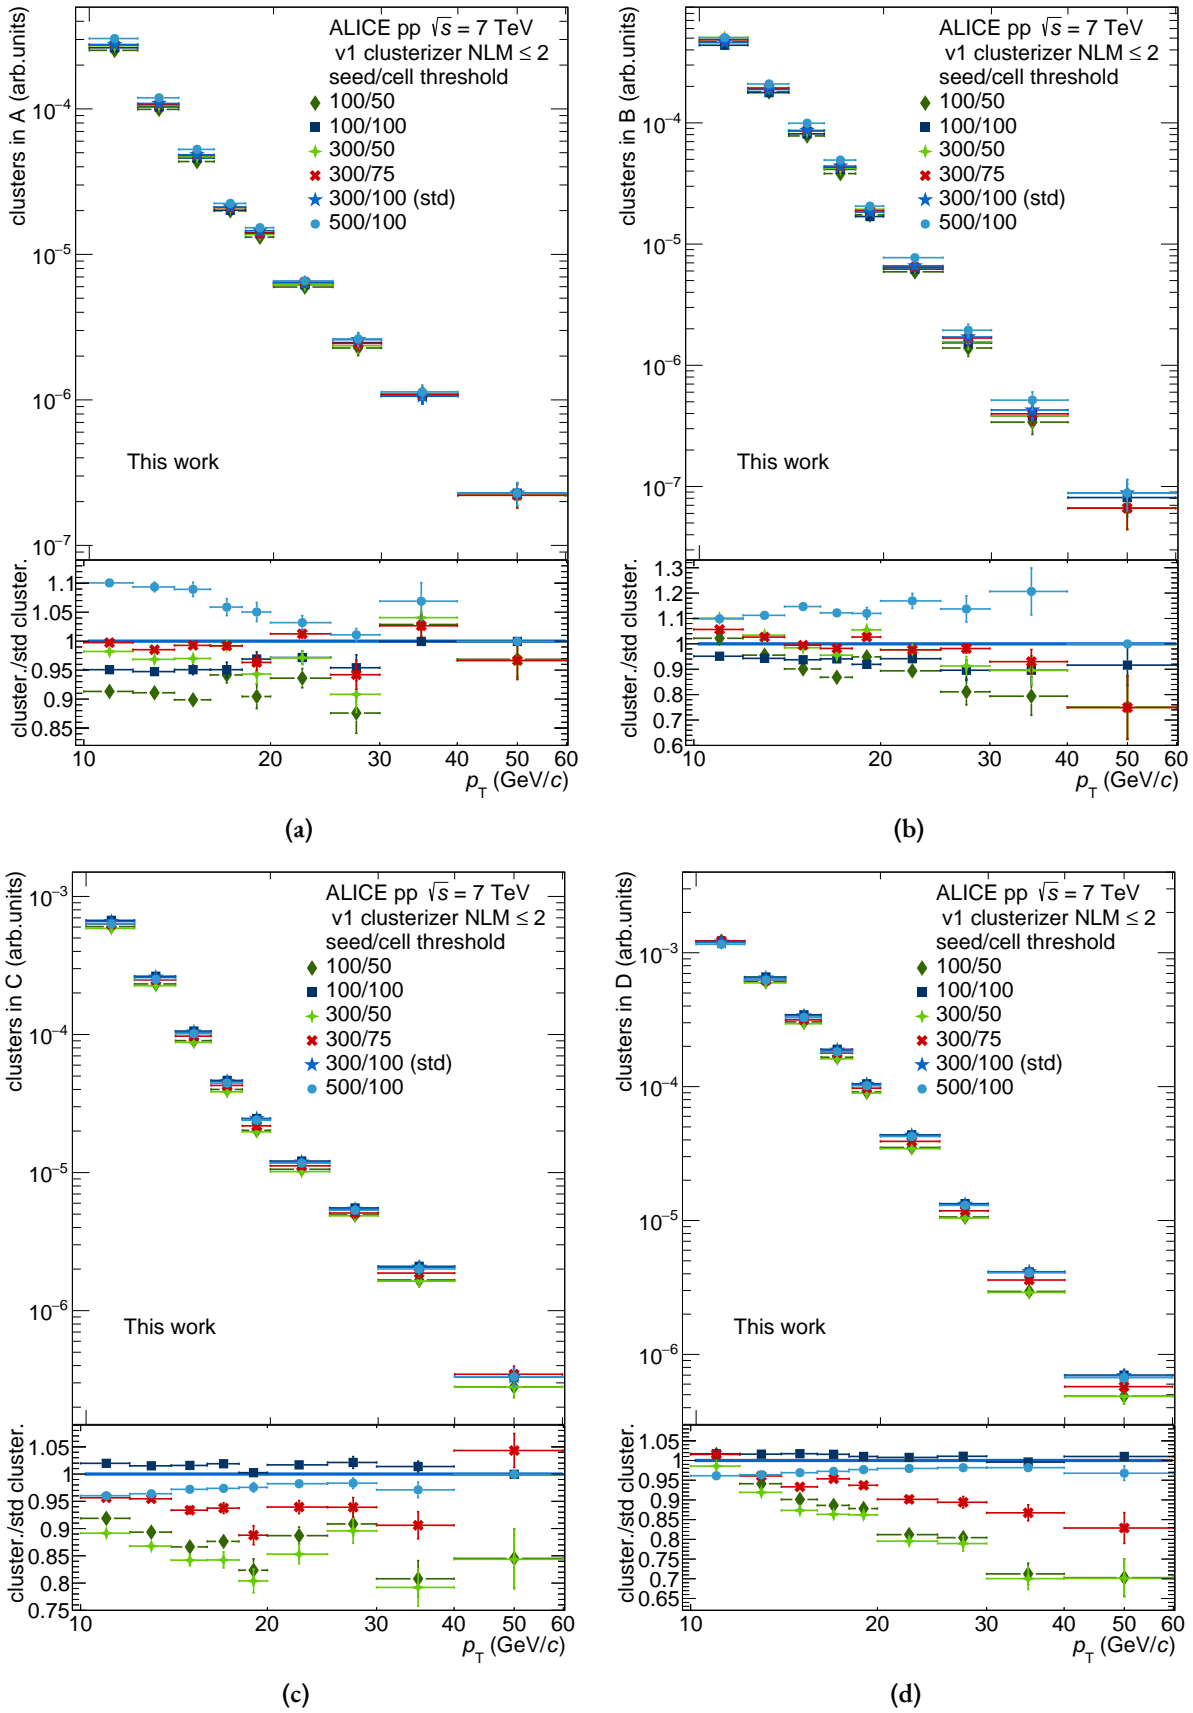 clusters in A (arb.units)
ALICE pp √s = 7 TeV
v1 clusterizer NLM ≤ 2
seed/cell threshold
100/50
100/100
300/50
300/75
300/100 (std)
500/100
10⁻⁴
10⁻⁵
10⁻⁶
10⁻⁷
This work
cluster./std cluster.
1.1
1.05
1
0.95
0.9
0.85
10 20 30 40 50 60
p_T (GeV/c)
(a)
clusters in B (arb.units)
ALICE pp √s = 7 TeV
v1 clusterizer NLM ≤ 2
seed/cell threshold
100/50
100/100
300/50
300/75
300/100 (std)
500/100
10⁻⁴
10⁻⁵
10⁻⁶
10⁻⁷
This work
cluster./std cluster.
1.3
1.2
1.1
1
0.9
0.8
0.7
0.6
10 20 30 40 50 60
p_T (GeV/c)
(b)
clusters in C (arb.units)
ALICE pp √s = 7 TeV
v1 clusterizer NLM ≤ 2
seed/cell threshold
100/50
100/100
300/50
300/75
300/100 (std)
500/100
10⁻³
10⁻⁴
10⁻⁵
10⁻⁶
This work
cluster./std cluster.
1.05
1
0.95
0.9
0.85
0.8
0.75
10 20 30 40 50 60
p_T (GeV/c)
(c)
clusters in D (arb.units)
ALICE pp √s = 7 TeV
v1 clusterizer NLM ≤ 2
seed/cell threshold
100/50
100/100
300/50
300/75
300/100 (std)
500/100
10⁻³
10⁻⁴
10⁻⁵
10⁻⁶
This work
cluster./std cluster.
1.05
1
0.95
0.9
0.85
0.8
0.75
0.7
0.65
10 20 30 40 50 60
p_T (GeV/c)
(d)